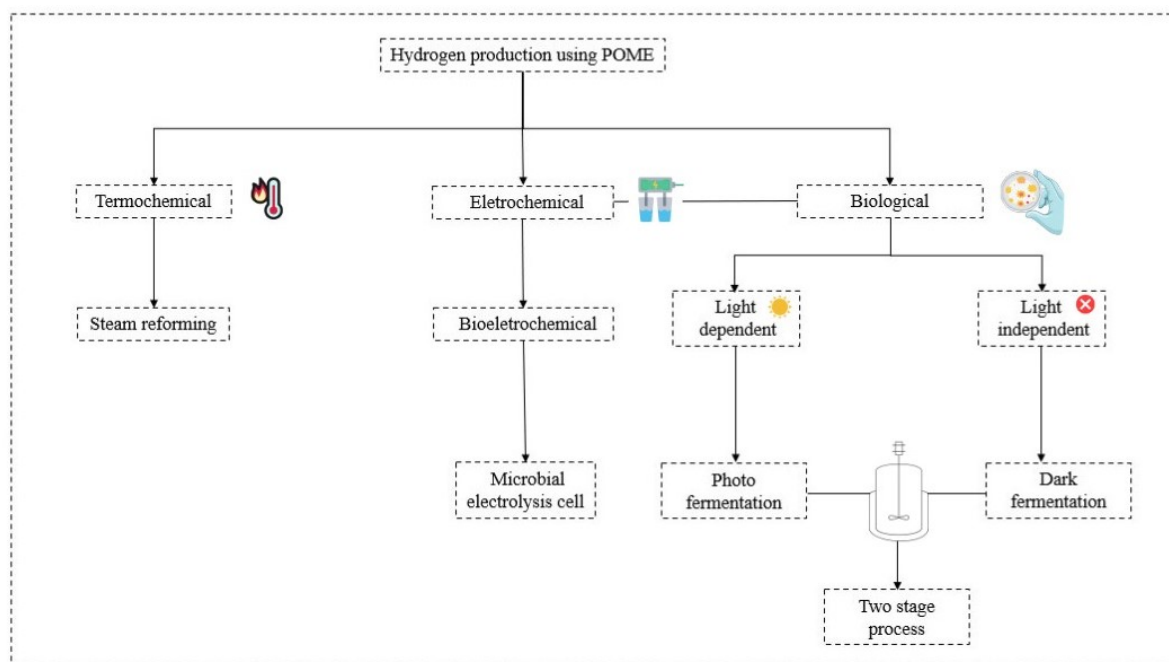 Hydrogen production using POME
Termochemical
Eletrochemical
Biological
Steam reforming
Bioeletrochemical
Light
dependent
Light
independent
Microbial
electrolysis cell
Photo
fermentation
Dark
fermentation
Two stage
process